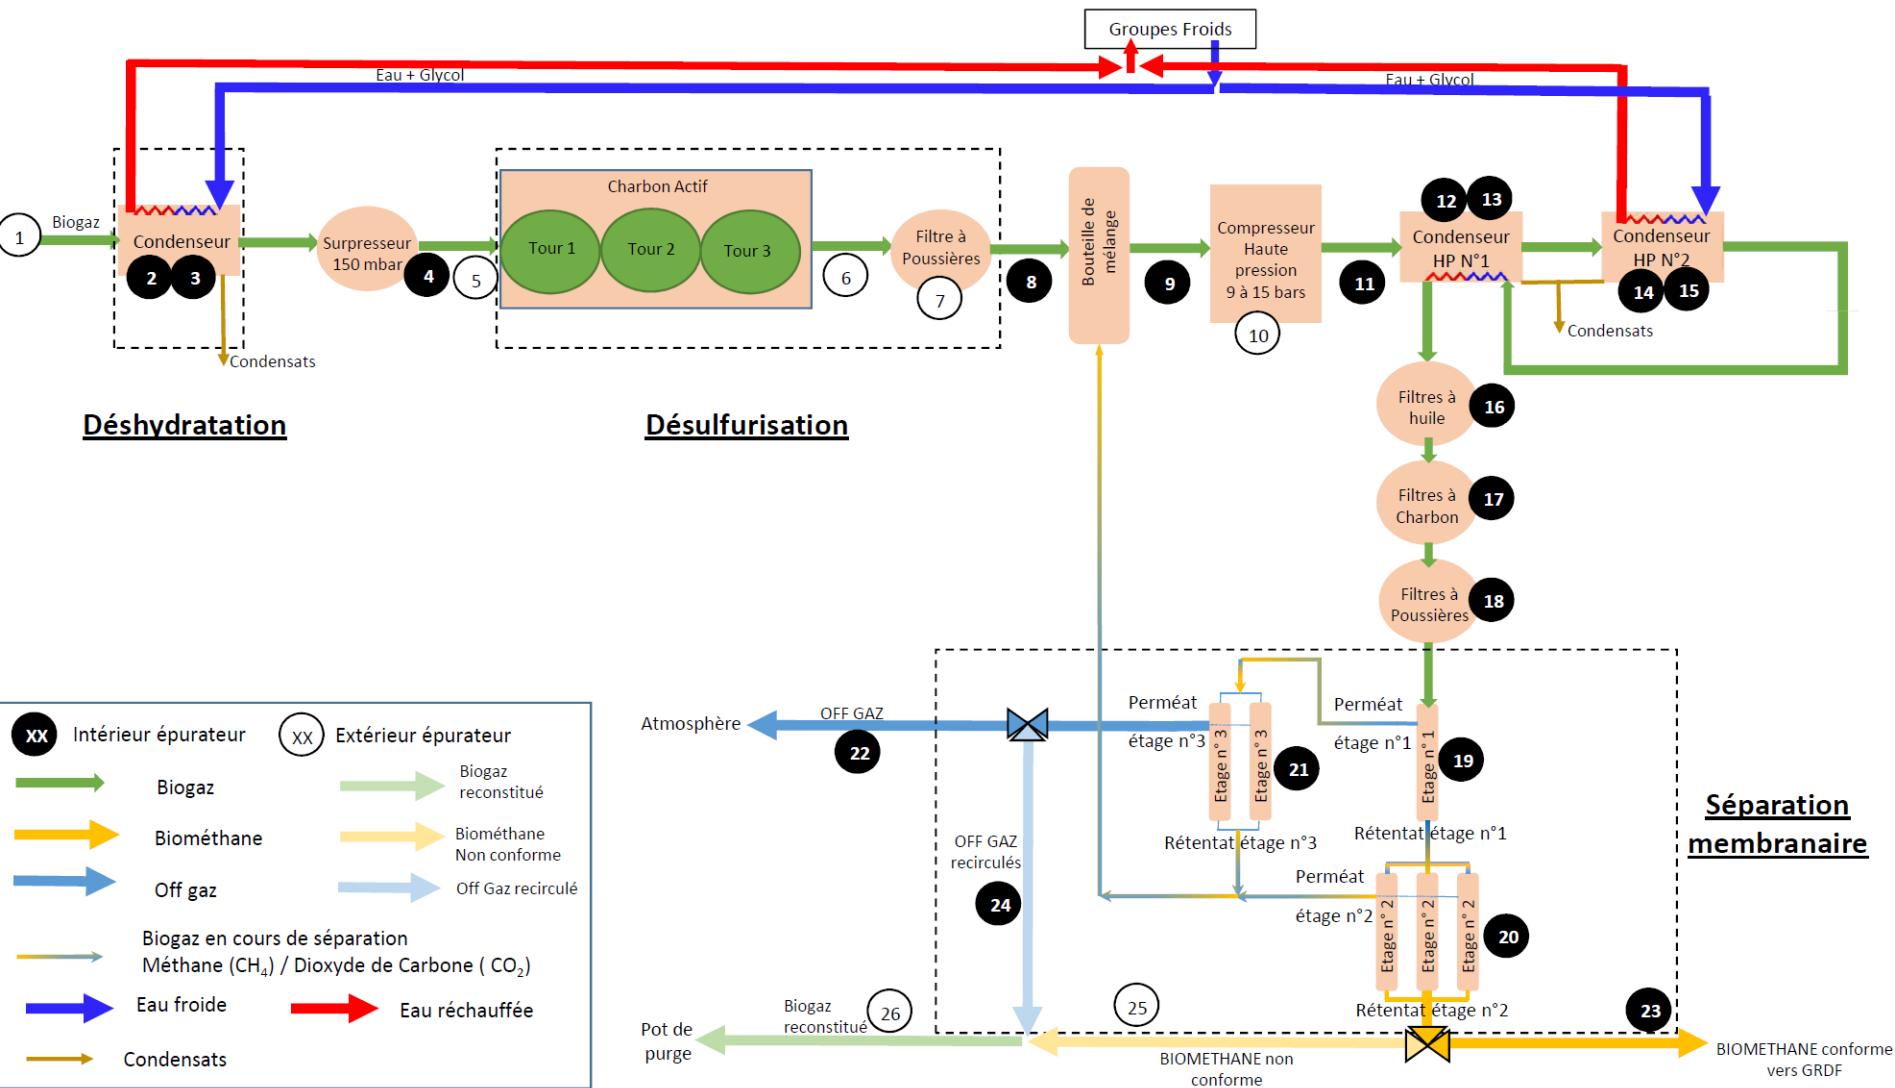 Groupes Froids
Eau + Glycol
Eau + Glycol
1
Biogaz
Condenseur
2
3
Condensats
Surpresseur
150 mbar
4
5
Charbon Actif
Tour 1
Tour 2
Tour 3
6
Filtre à
Poussières
7
8
Bouteille de
mélange
9
Compresseur
Haute
pression
9 à 15 bars
10
11
12
13
Condenseur
HP N°1
Condenseur
HP N°2
14
15
Condensats
Déshydratation
Désulfurisation
Filtres à
huile
16
Filtres à
Charbon
17
Filtres à
Poussières
18
Atmosphère
OFF GAZ
22
Perméat
étage n°3
Etage n° 3
Etage n° 3
21
Perméat
étage n°1
Etage n° 1
19
Rétentat étage n°3
Rétentat étage n°1
Séparation
membranaire
OFF GAZ
recirculés
24
Perméat
étage n°2
Etage n° 2
Etage n° 2
Etage n° 2
20
Rétentat étage n°2
23
25
Biogaz
reconstitué
26
Pot de
purge
BIOMETHANE non
conforme
BIOMETHANE conforme
vers GRDF
XX
Intérieur épurateur
XX
Extérieur épurateur
Biogaz
Biogaz
reconstitué
Biométhane
Biométhane
Non conforme
Off gaz
Off Gaz recirculé
Biogaz en cours de séparation
Méthane (CH4) / Dioxyde de Carbone ( CO2)
Eau froide
Eau réchauffée
Condensats